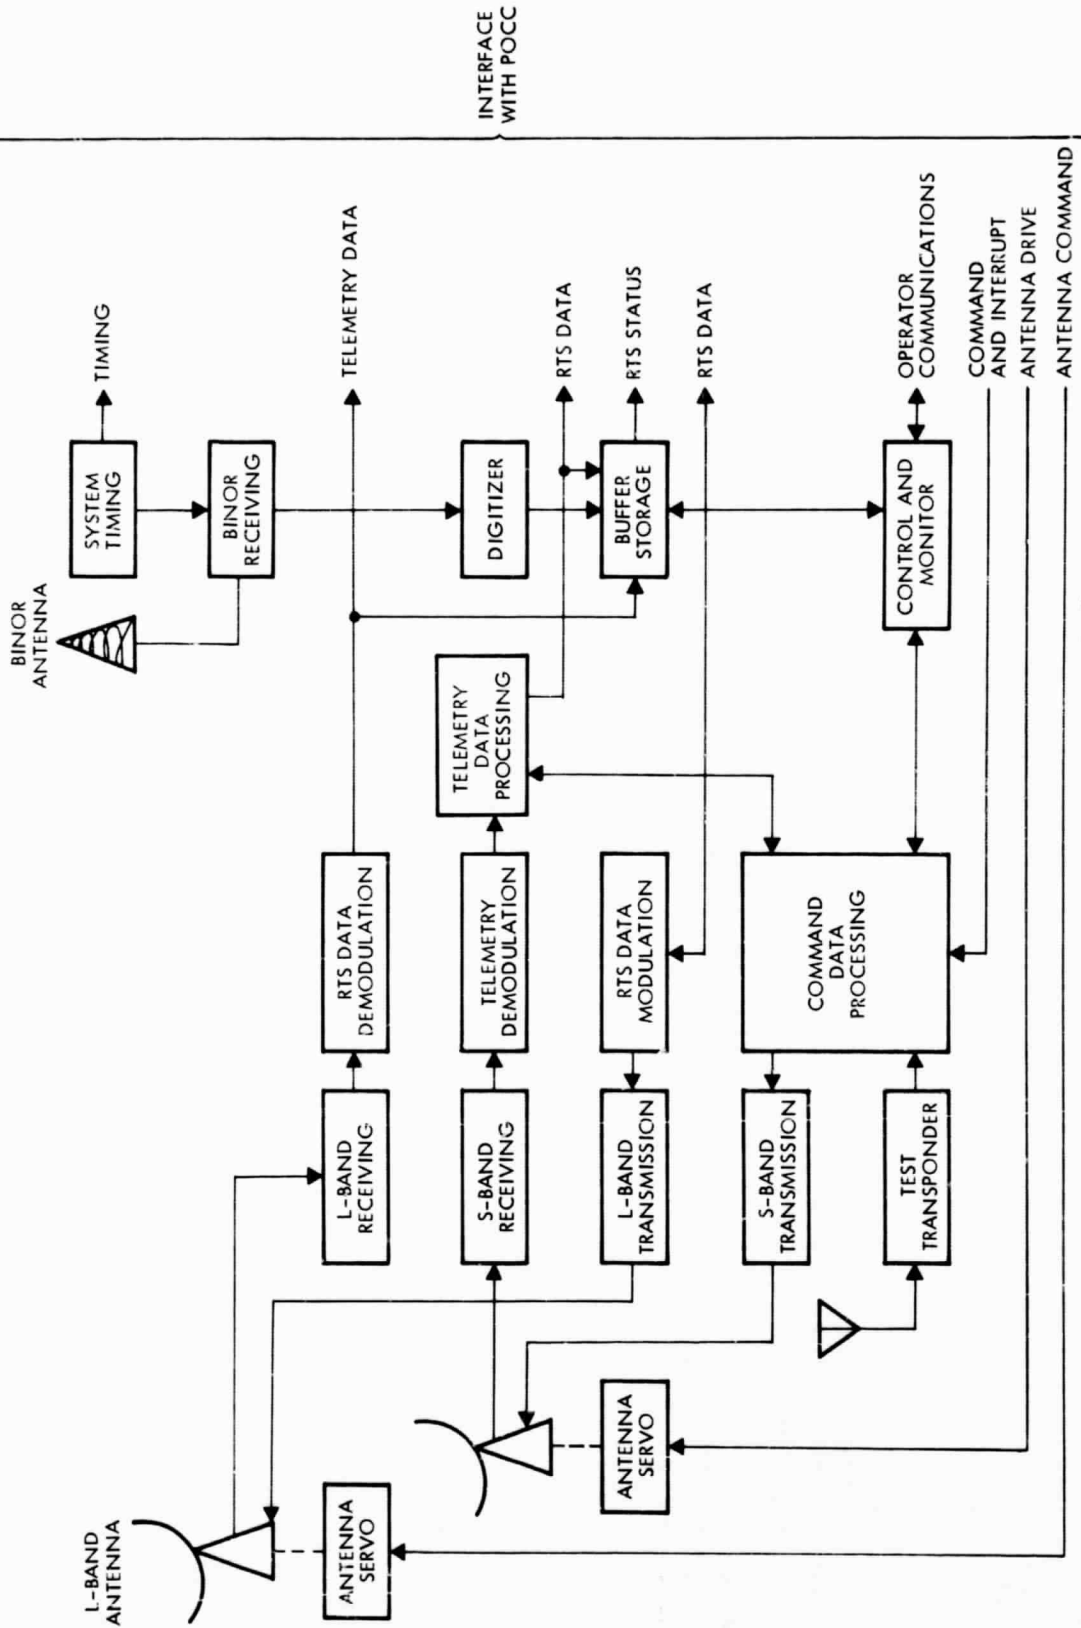 BINOR
ANTENNA
SYSTEM
TIMING
TIMING
BINOR
RECEIVING
L-BAND
ANTENNA
L-BAND
RECEIVING
RTS DATA
DEMODULATION
TELEMETRY DATA
S-BAND
RECEIVING
TELEMETRY
DEMODULATION
TELEMETRY
DATA
PROCESSING
DIGITIZER
RTS DATA
INTERFACE
WITH POCC
ANTENNA
SERVO
L-BAND
TRANSMISSION
RTS DATA
MODULATION
BUFFER
STORAGE
RTS STATUS
RTS DATA
ANTENNA
SERVO
S-BAND
TRANSMISSION
COMMAND
DATA
PROCESSING
TEST
TRANSPONDER
CONTROL AND
MONITOR
OPERATOR
COMMUNICATIONS
COMMAND
AND INTERRUPT
ANTENNA DRIVE
ANTENNA COMMAND